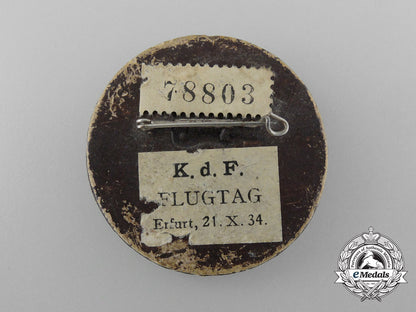 78803
K. d. F.
FLUGTAG
Erfurt, 21. X. 34.
eMedals